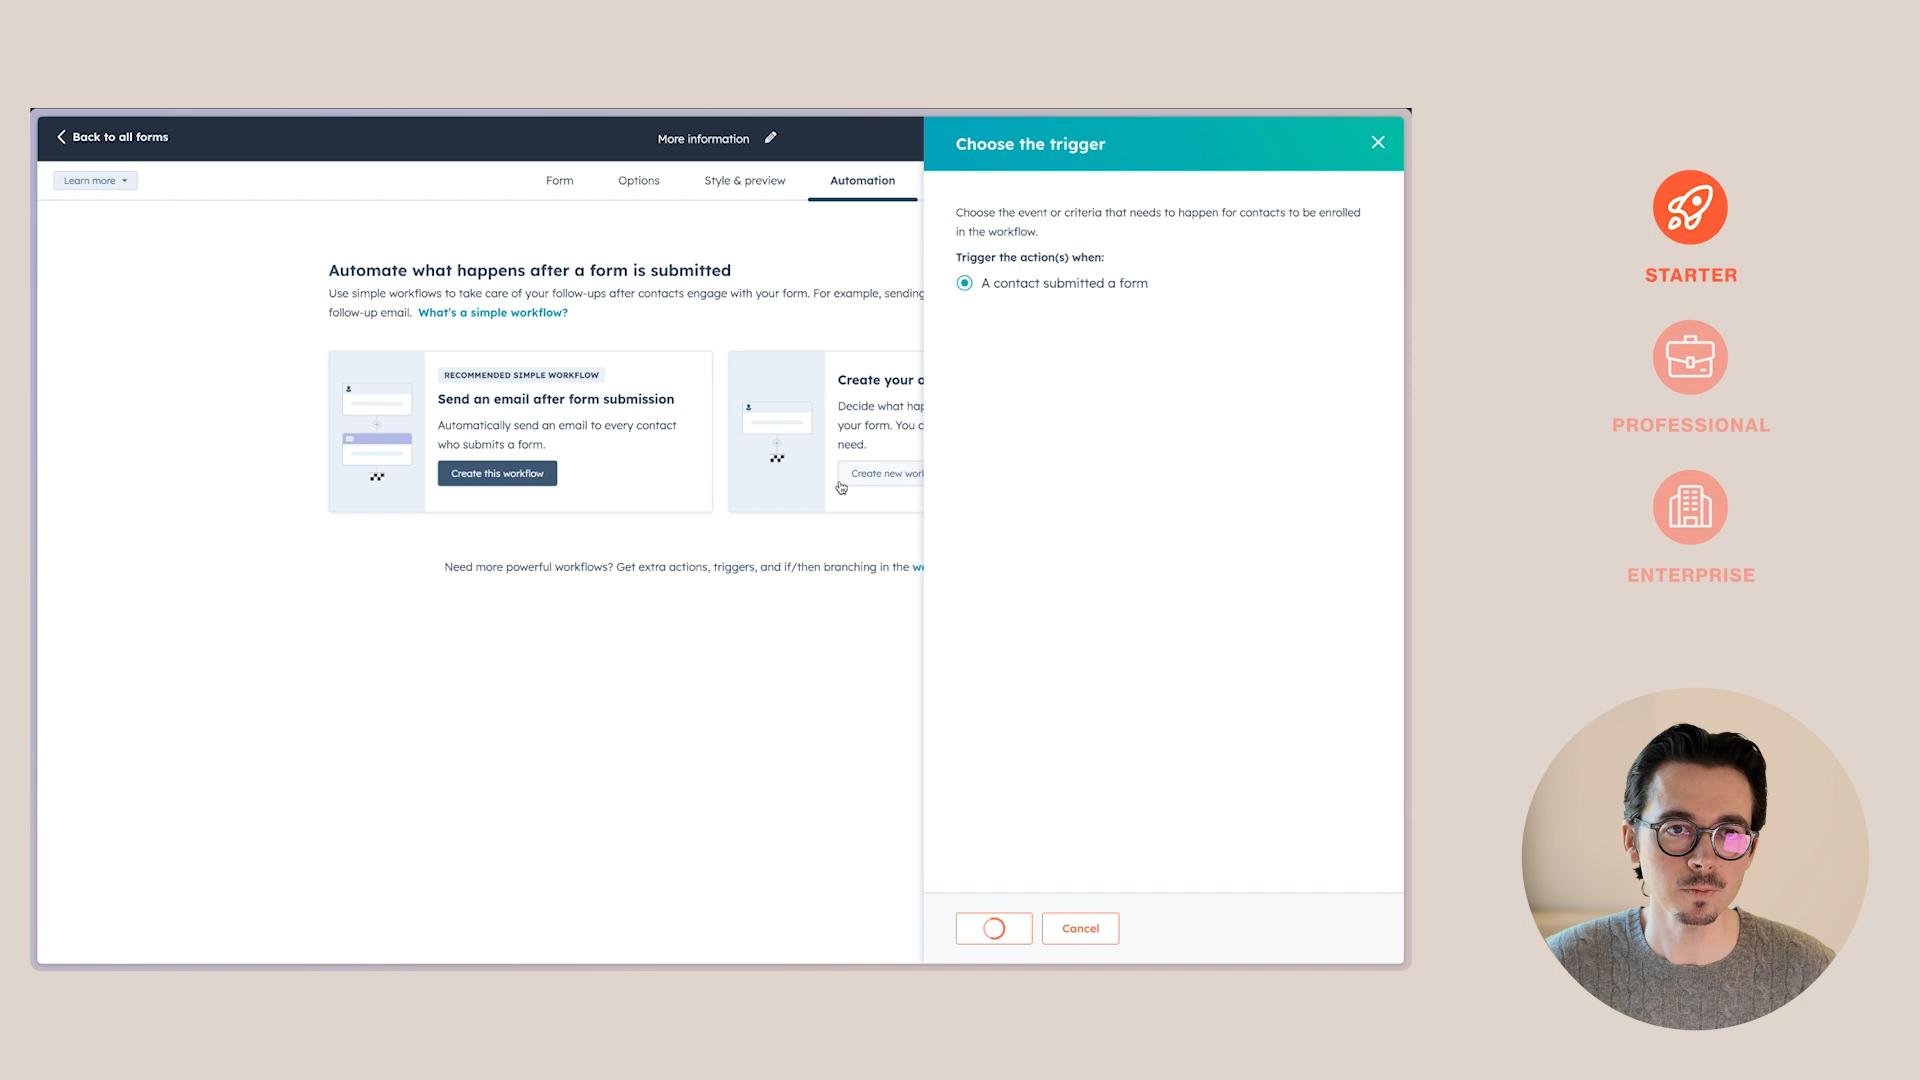 Back to all forms
More information
Choose the trigger
Learn more
Form
Options
Style & preview
Automation
Automate what happens after a form is submitted
Use simple workflows to take care of your follow-ups after contacts engage with your form. For example, sending
follow-up email. What's a simple workflow?
RECOMMENDED SIMPLE WORKFLOW
Send an email after form submission
Automatically send an email to every contact
who submits a form.
Create this workflow
Create your
Decide what
your form. You
need.
Create new
Need more powerful workflows? Get extra actions, triggers, and if/then branching in the
Choose the event or criteria that needs to happen for contacts to be enrolled
in the workflow.
Trigger the action(s) when:
A contact submitted a form
Cancel
STARTER
PROFESSIONAL
ENTERPRISE